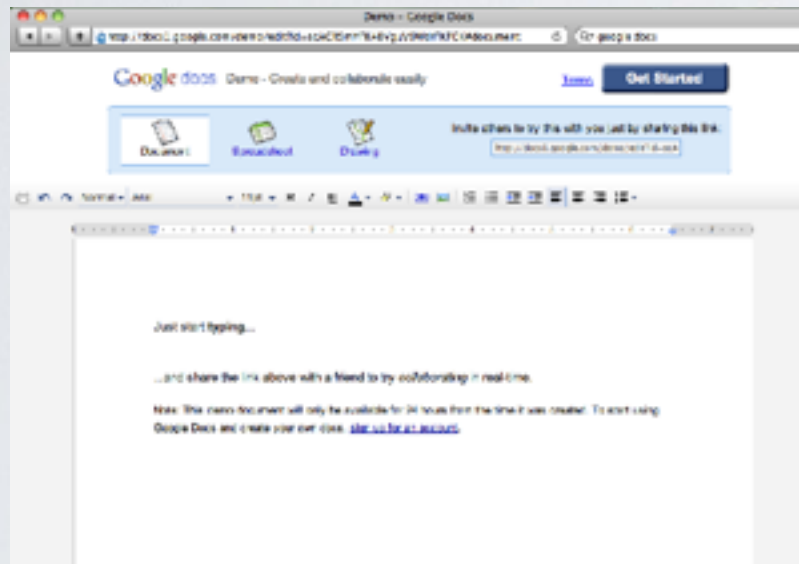 Demo - Google Docs
google docs
Google docs Demo - Create and collaborate easily
Get Started
Document Spreadsheet Drawing
Invite others to try this with you just by sharing this link:
Normal
Just start typing...
...and share the link above with a friend to try collaborating in real-time.
Note: This demo document will only be available for 24 hours from the time it was created. To start using
Google Docs and create your own docs, sign up for an account.